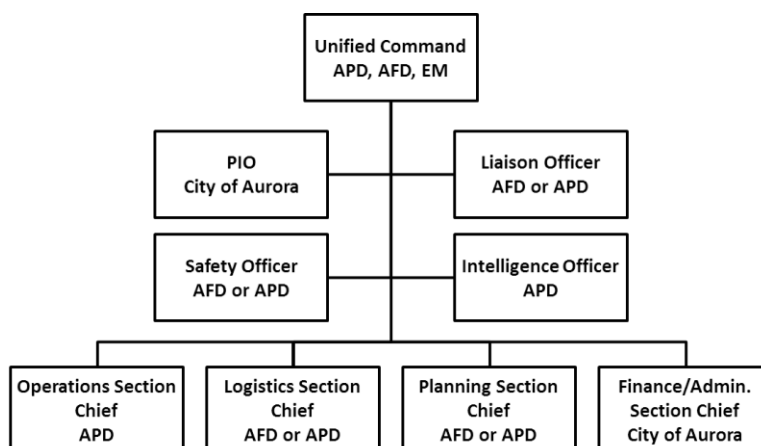 Unified Command
APD, AFD, EM
PIO
City of Aurora
Liaison Officer
AFD or APD
Safety Officer
AFD or APD
Intelligence Officer
APD
Operations Section
Chief
APD
Logistics Section
Chief
AFD or APD
Planning Section
Chief
AFD or APD
Finance/Admin.
Section Chief
City of Aurora